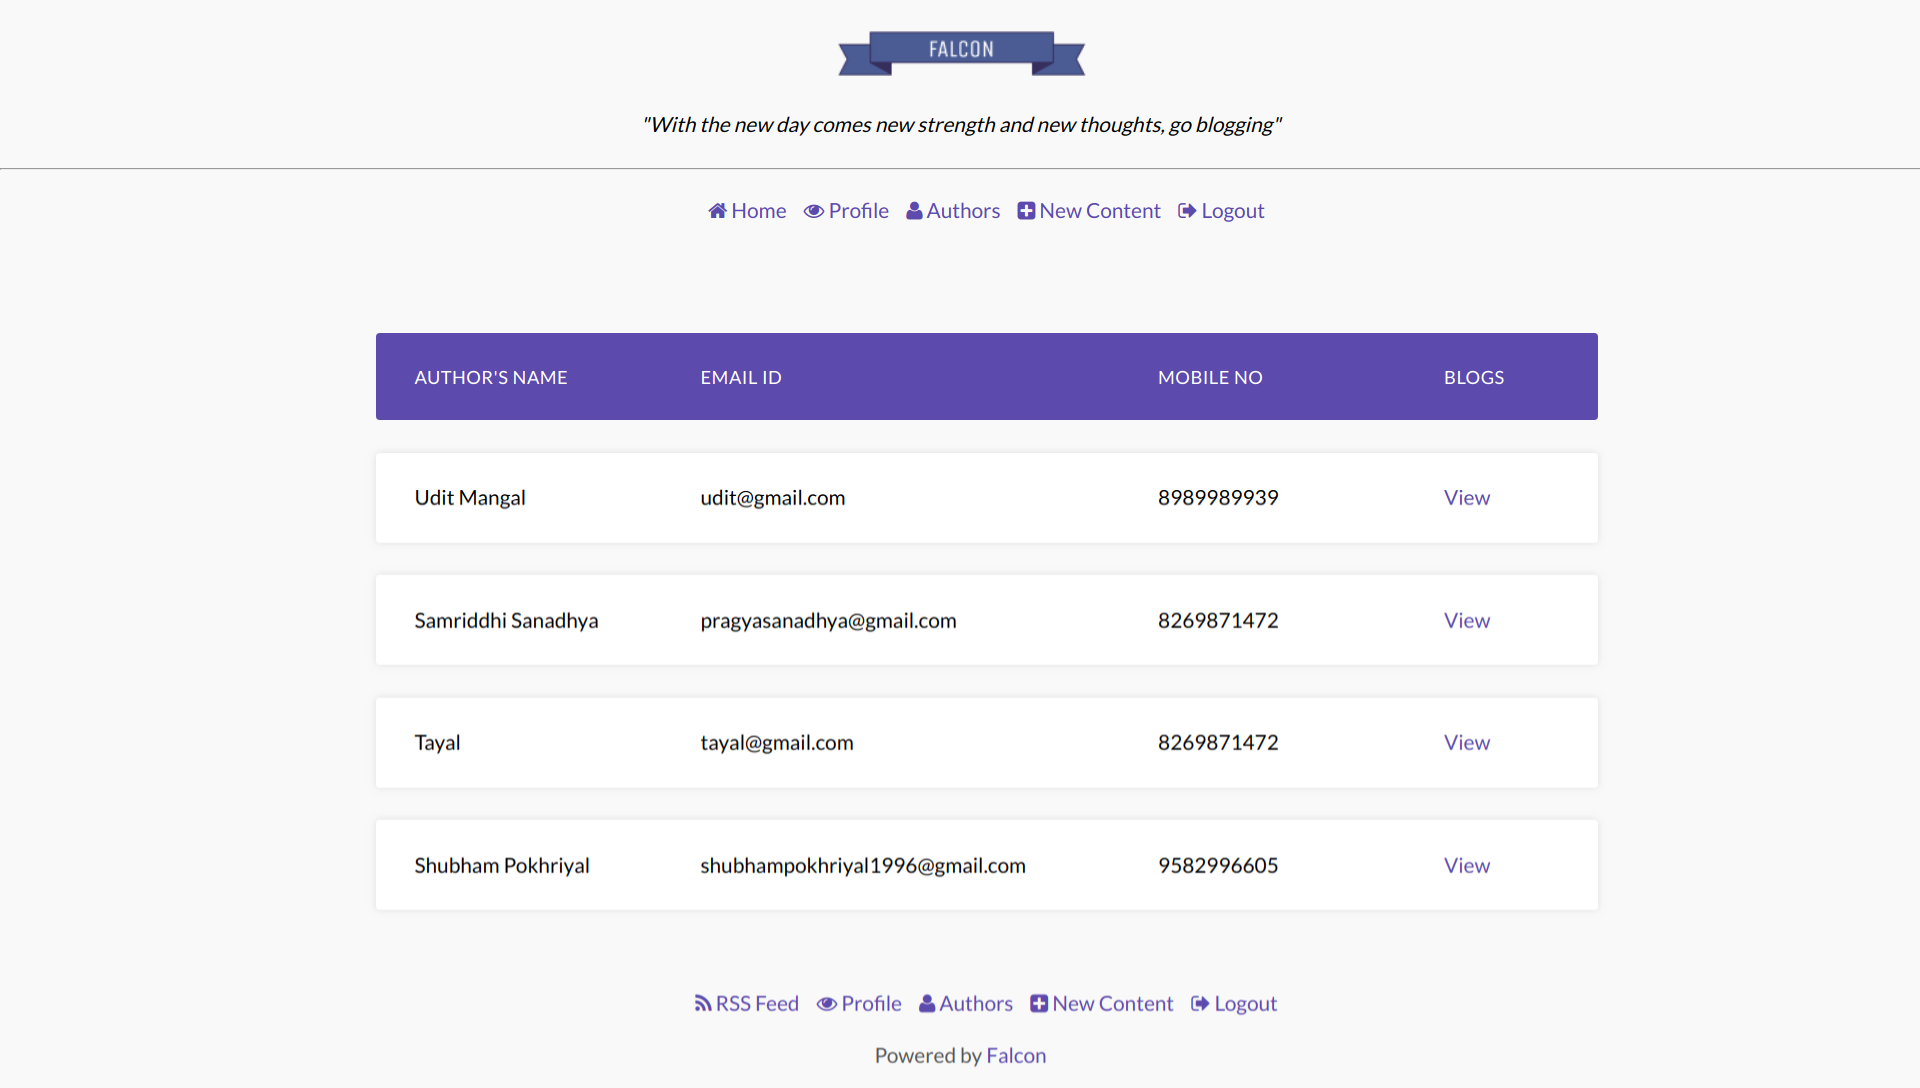 FALCON
"With the new day comes new strength and new thoughts, go blogging"
Home Profile Authors New Content Logout
AUTHOR'S NAME EMAIL ID MOBILE NO BLOGS
Udit Mangal udit@gmail.com 8989989939 View
Samriddhi Sanadhya pragyasanadhya@gmail.com 8269871472 View
Tayal tayal@gmail.com 8269871472 View
Shubham Pokhriyal shubhampokhriyal1996@gmail.com 9582996605 View
RSS Feed Profile Authors New Content Logout
Powered by Falcon